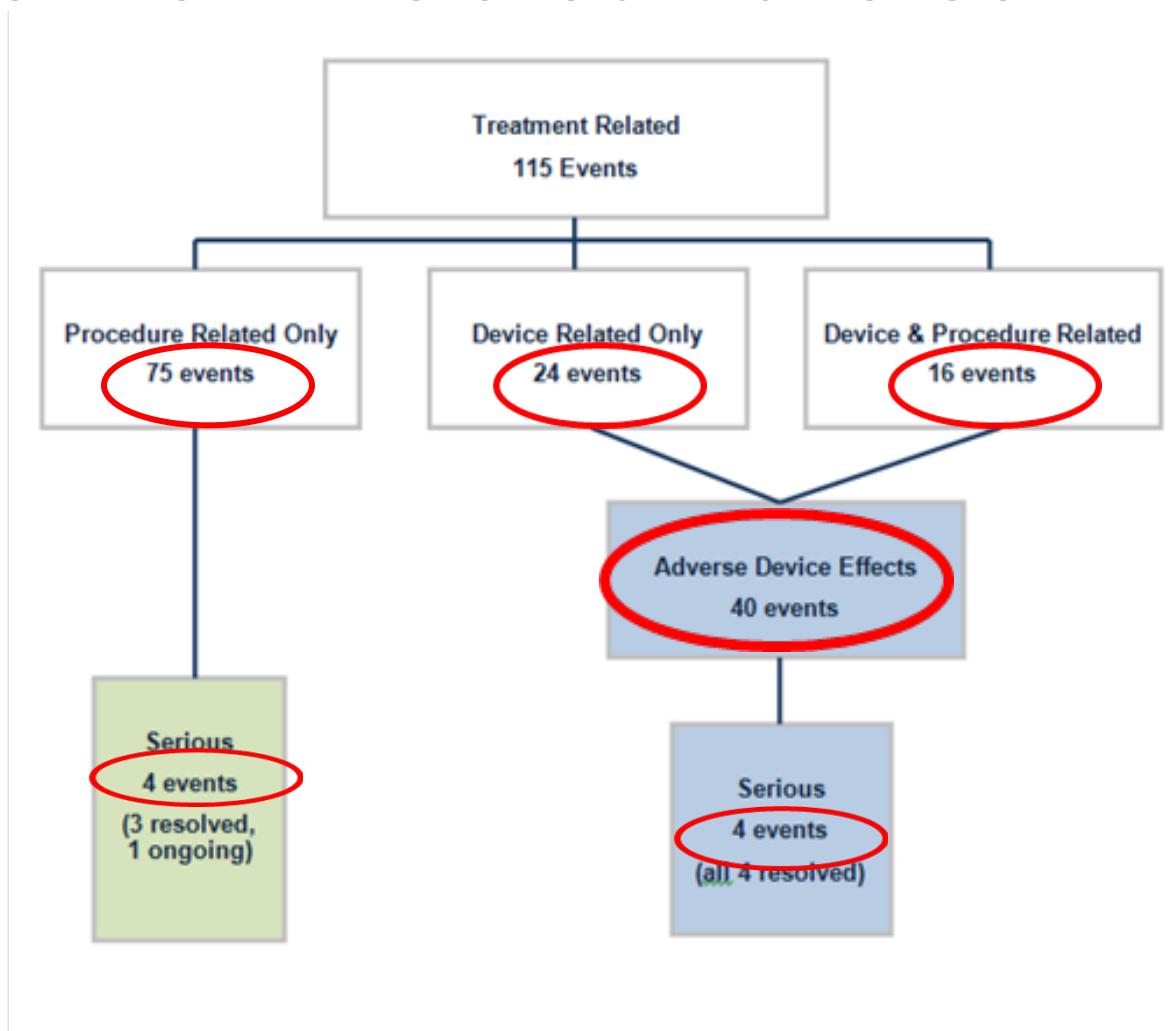 Treatment Related
115 Events
Procedure Related Only
75 events
Device Related Only
24 events
Device & Procedure Related
16 events
Adverse Device Effects
40 events
Serious
4 events
(3 resolved,
1 ongoing)
Serious
4 events
(all 4 resolved)